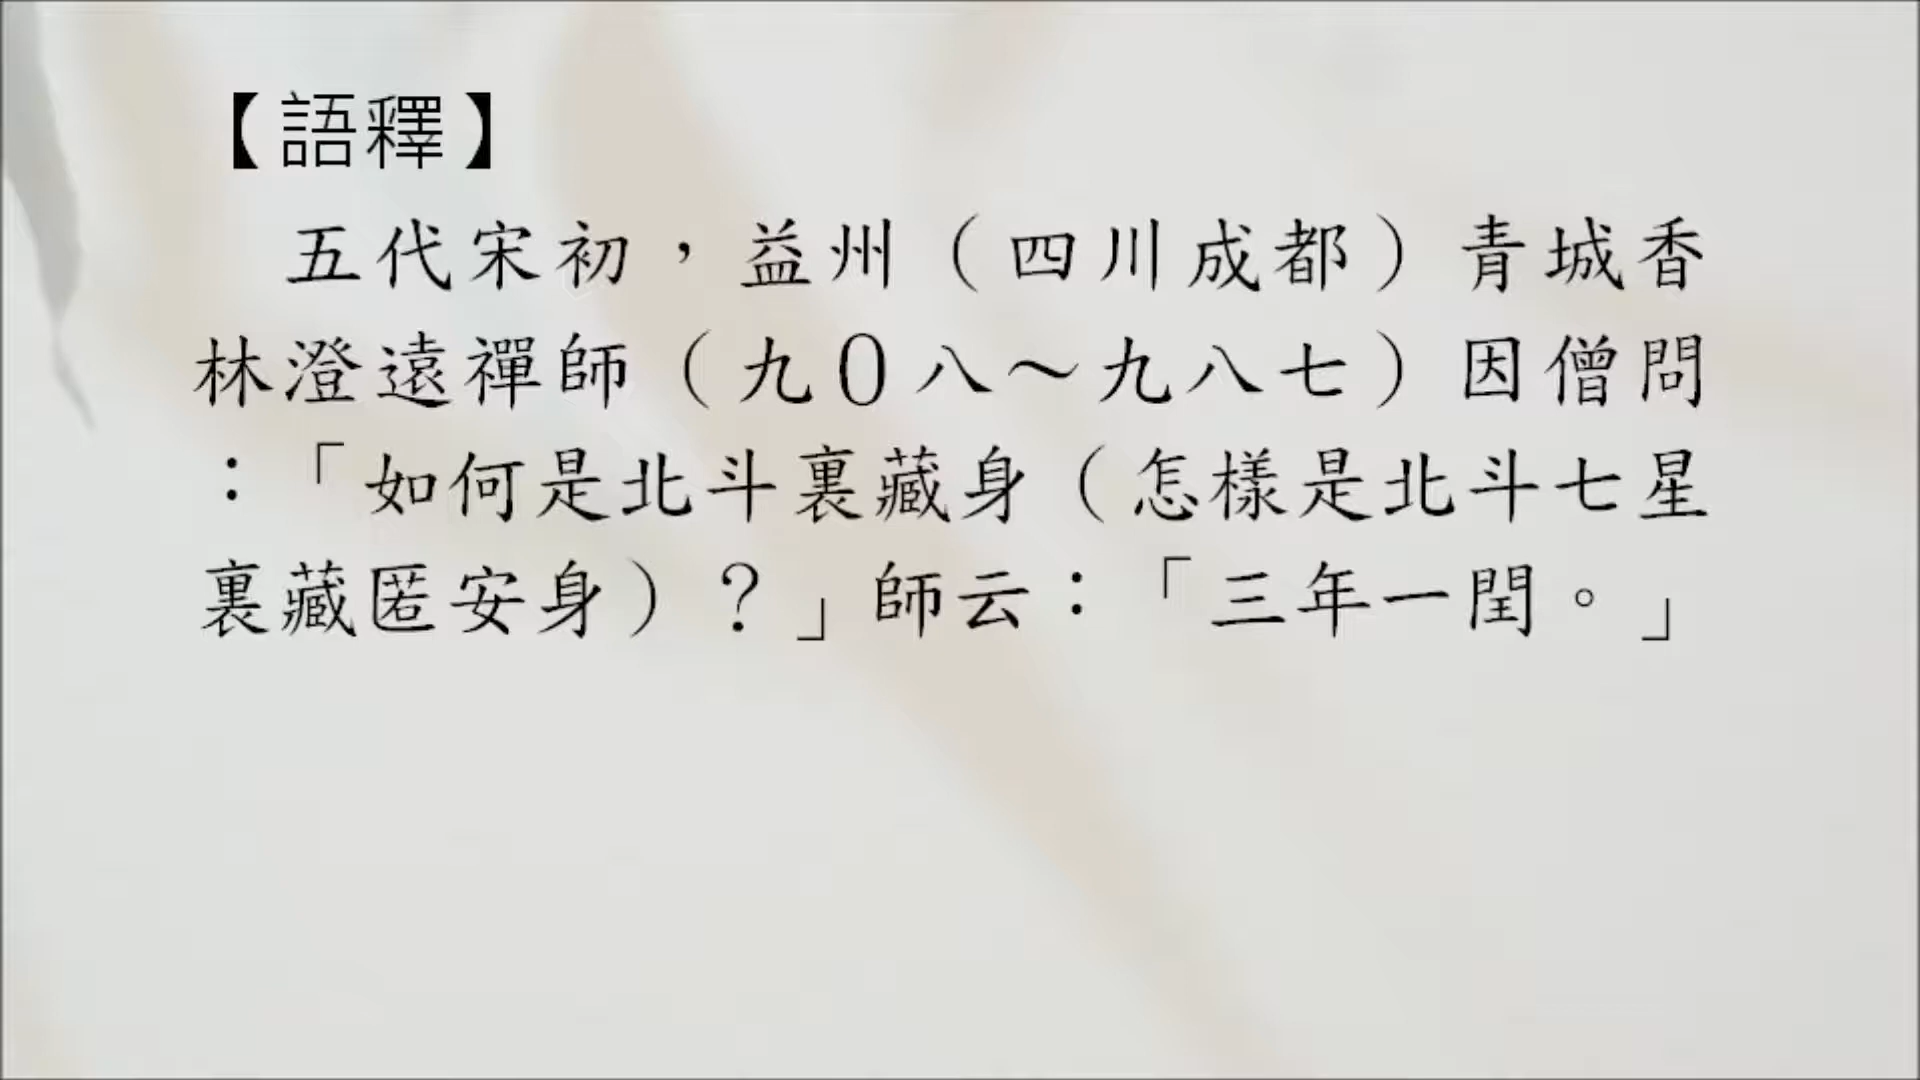 【語釋】
五代宋初，益州（四川成都）青城香
林澄遠禪師（九０八～九八七）因僧問
：「如何是北斗裏藏身（怎樣是北斗七星
裏藏匿安身）？」師云：「三年一閏。」